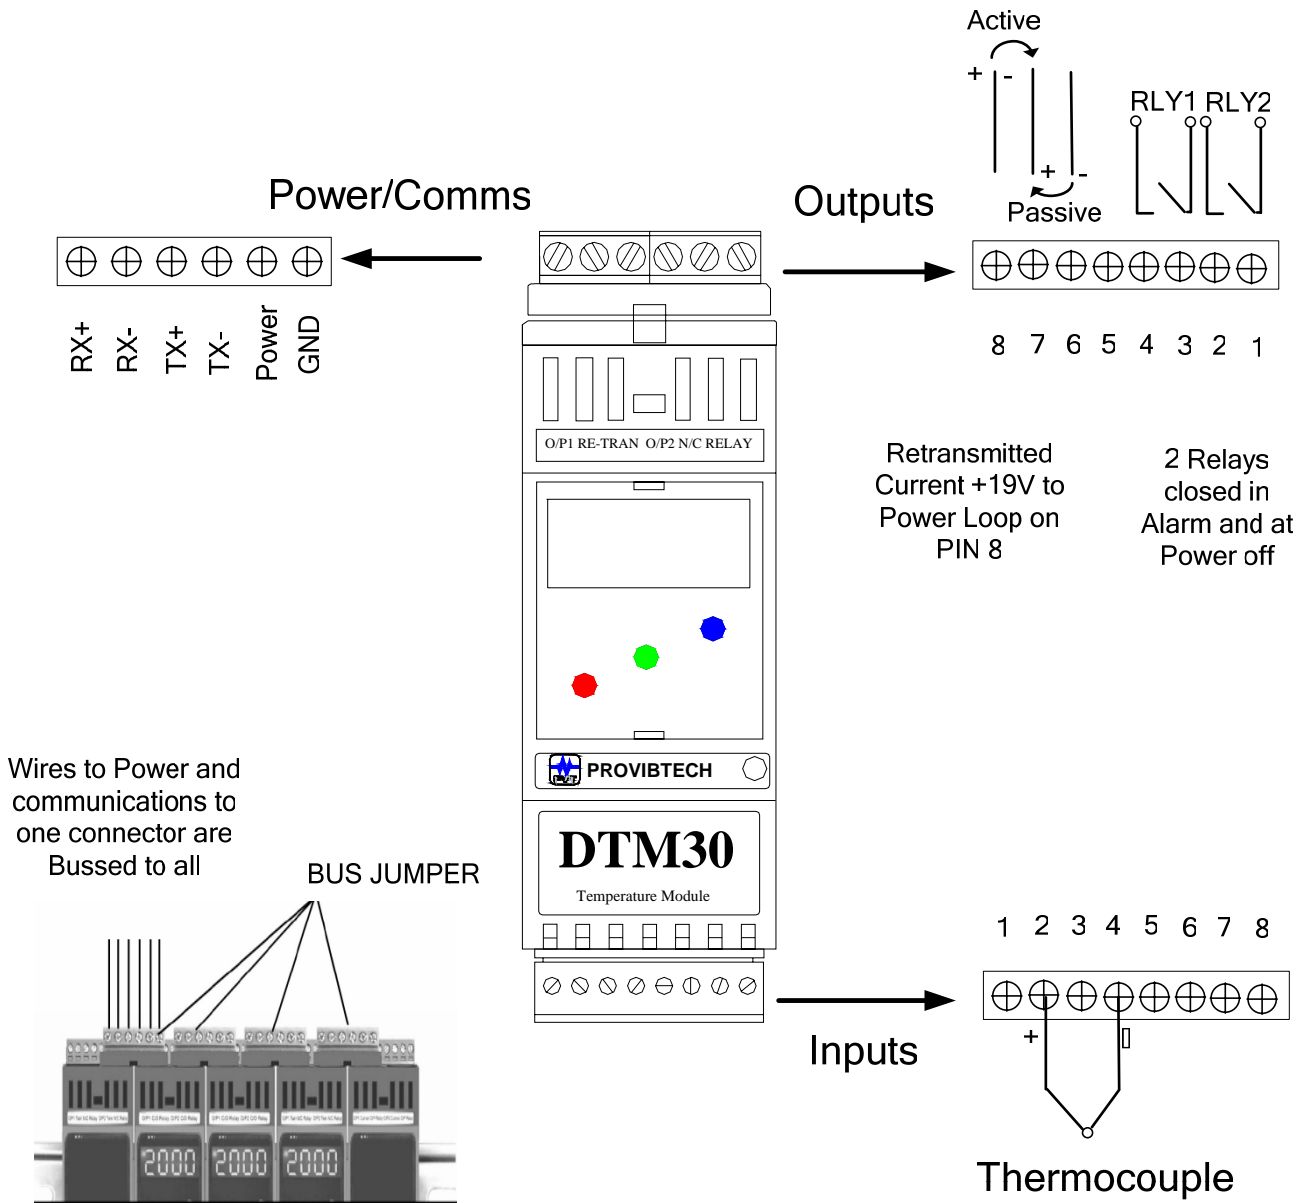 Active
+ -
+ -
Passive
RLY1 RLY2
Power/Comms
Outputs
RX+
RX-
TX+
TX-
Power
GND
8 7 6 5 4 3 2 1
O/P1 RE-TRAN O/P2 N/C RELAY
Retransmitted
Current +19V to
Power Loop on
PIN 8
2 Relays
closed in
Alarm and at
Power off
PROVIBTECH
DTM30
Temperature Module
Wires to Power and
communications to
one connector are
Bussed to all
BUS JUMPER
2000 2000 2000
1 2 3 4 5 6 7 8
+
Inputs
Thermocouple